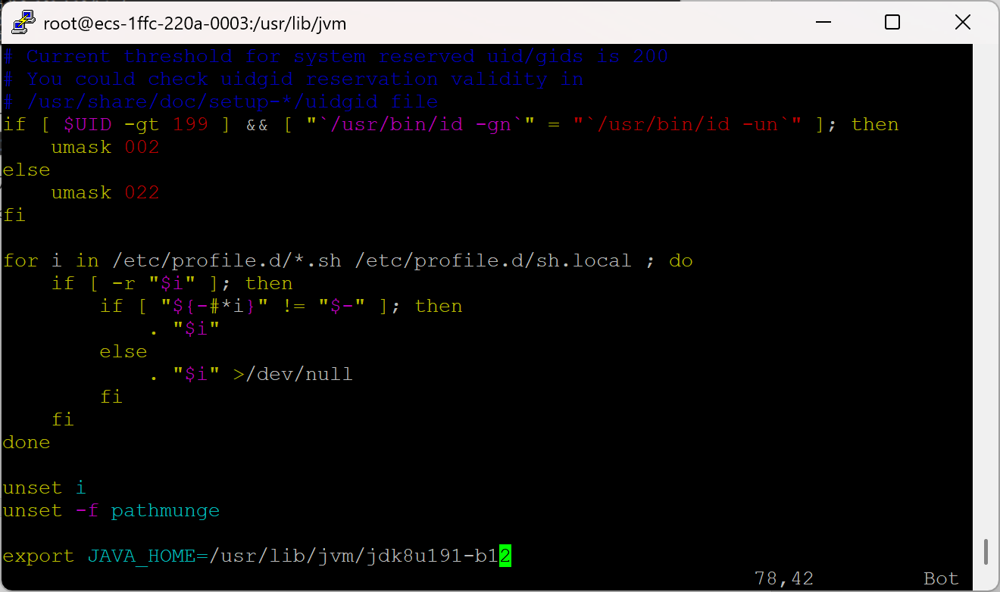 root@ecs-1ffc-220a-0003:/usr/lib/jvm
# Current threshold for system reserved uid/gids is 200
# You could check uidgid reservation validity in
# /usr/share/doc/setup-*/uidgid file
if [ $UID -gt 199 ] && [ "`/usr/bin/id -gn`" = "`/usr/bin/id -un`" ]; then
    umask 002
else
    umask 022
fi

for i in /etc/profile.d/*.sh /etc/profile.d/sh.local ; do
    if [ -r "$i" ]; then
        if [ "${-#*i}" != "$-" ]; then
            . "$i"
        else
            . "$i" >/dev/null
        fi
    fi
done

unset i
unset -f pathmunge

export JAVA_HOME=/usr/lib/jvm/jdk8u191-b12
78,42 Bot